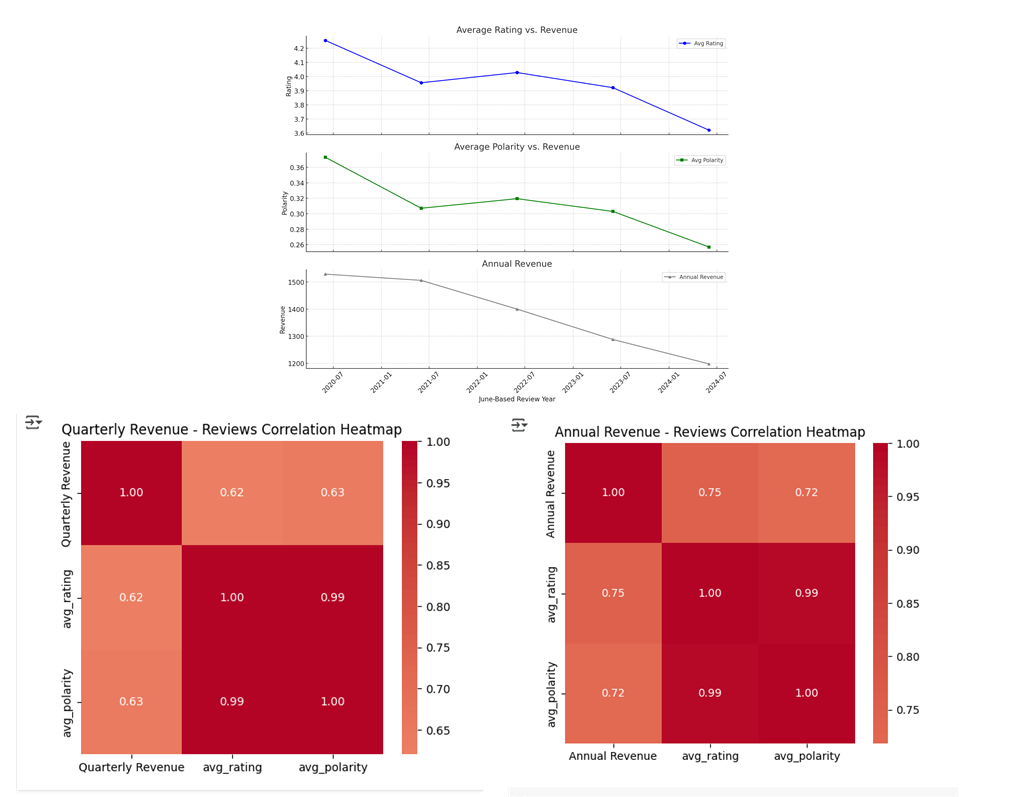 Average Rating vs. Revenue
Avg Rating
4.2
4.1
4.0
3.9
3.8
3.7
3.6
Rating
Average Polarity vs. Revenue
Avg Polarity
0.36
0.34
0.32
0.30
0.28
0.26
Polarity
Annual Revenue
Annual Revenue
1500
1400
1300
1200
Revenue
2020-07 2021-01 2021-07 2022-01 2022-07 2023-01 2023-07 2024-01 2024-07
June-Based Review Year
Quarterly Revenue - Reviews Correlation Heatmap
Quarterly Revenue
avg_rating
avg_polarity
1.00 0.62 0.63
0.62 1.00 0.99
0.63 0.99 1.00
Quarterly Revenue avg_rating avg_polarity
1.00
0.95
0.90
0.85
0.80
0.75
0.70
0.65
Annual Revenue - Reviews Correlation Heatmap
Annual Revenue
avg_rating
avg_polarity
1.00 0.75 0.72
0.75 1.00 0.99
0.72 0.99 1.00
Annual Revenue avg_rating avg_polarity
1.00
0.95
0.90
0.85
0.80
0.75